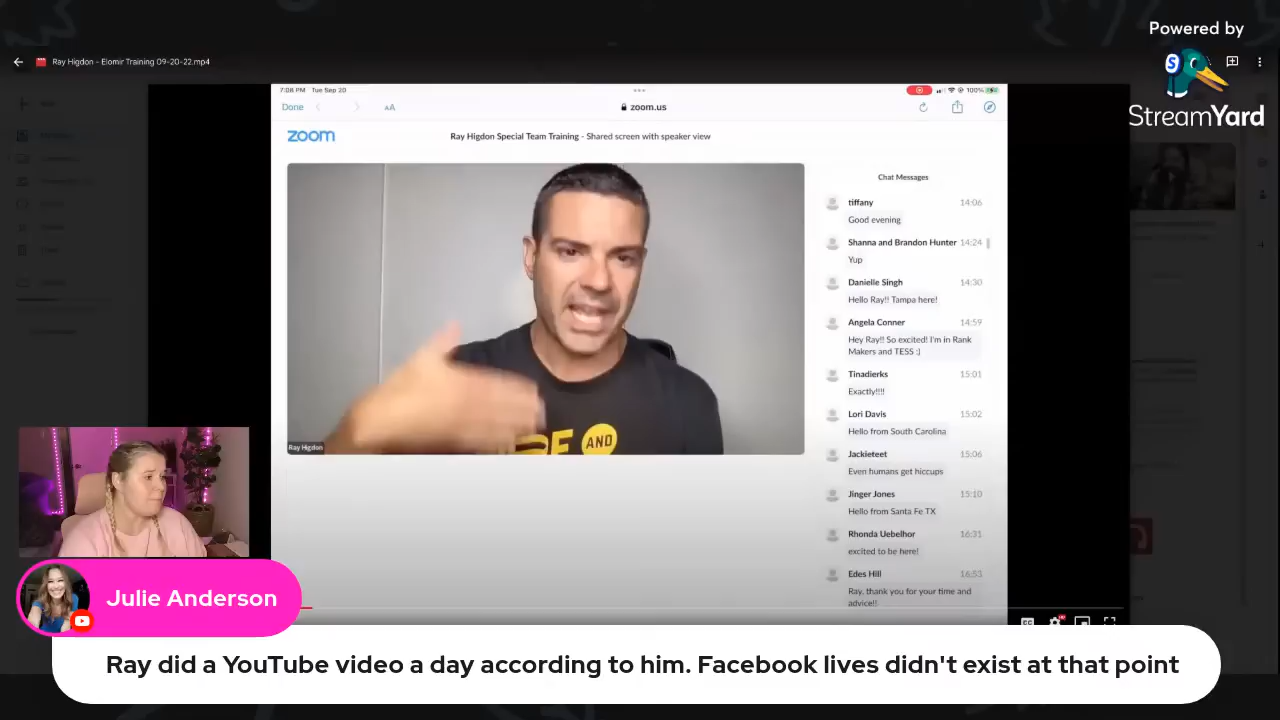 Powered by
StreamYard
Ray Higdon - Elomir Training 09-20-22.mp4
7:08 PM Tue Sep 20
100%
Done
AA
zoom.us
zoom
Ray Higdon Special Team Training - Shared screen with speaker view
Chat Messages
tiffany 14:06
Good evening
Shanna and Brandon Hunter 14:24
Yup
Danielle Singh 14:30
Hello Ray!! Tampa here!
Angela Conner 14:59
Hey Ray!! So excited! I'm in Rank
Makers and TESS :)
Tinadierks 15:01
Exactly!!!!
Lori Davis 15:02
Hello from South Carolina
Jackieteet 15:06
Even humans get hiccups
Jinger Jones 15:10
Hello from Santa Fe TX
Rhonda Uebelhor 16:31
excited to be here!
Edes Hill 16:53
Ray, thank you for your time and
advice!!
AND
Ray Higdon
Julie Anderson
Ray did a YouTube video a day according to him. Facebook lives didn't exist at that point